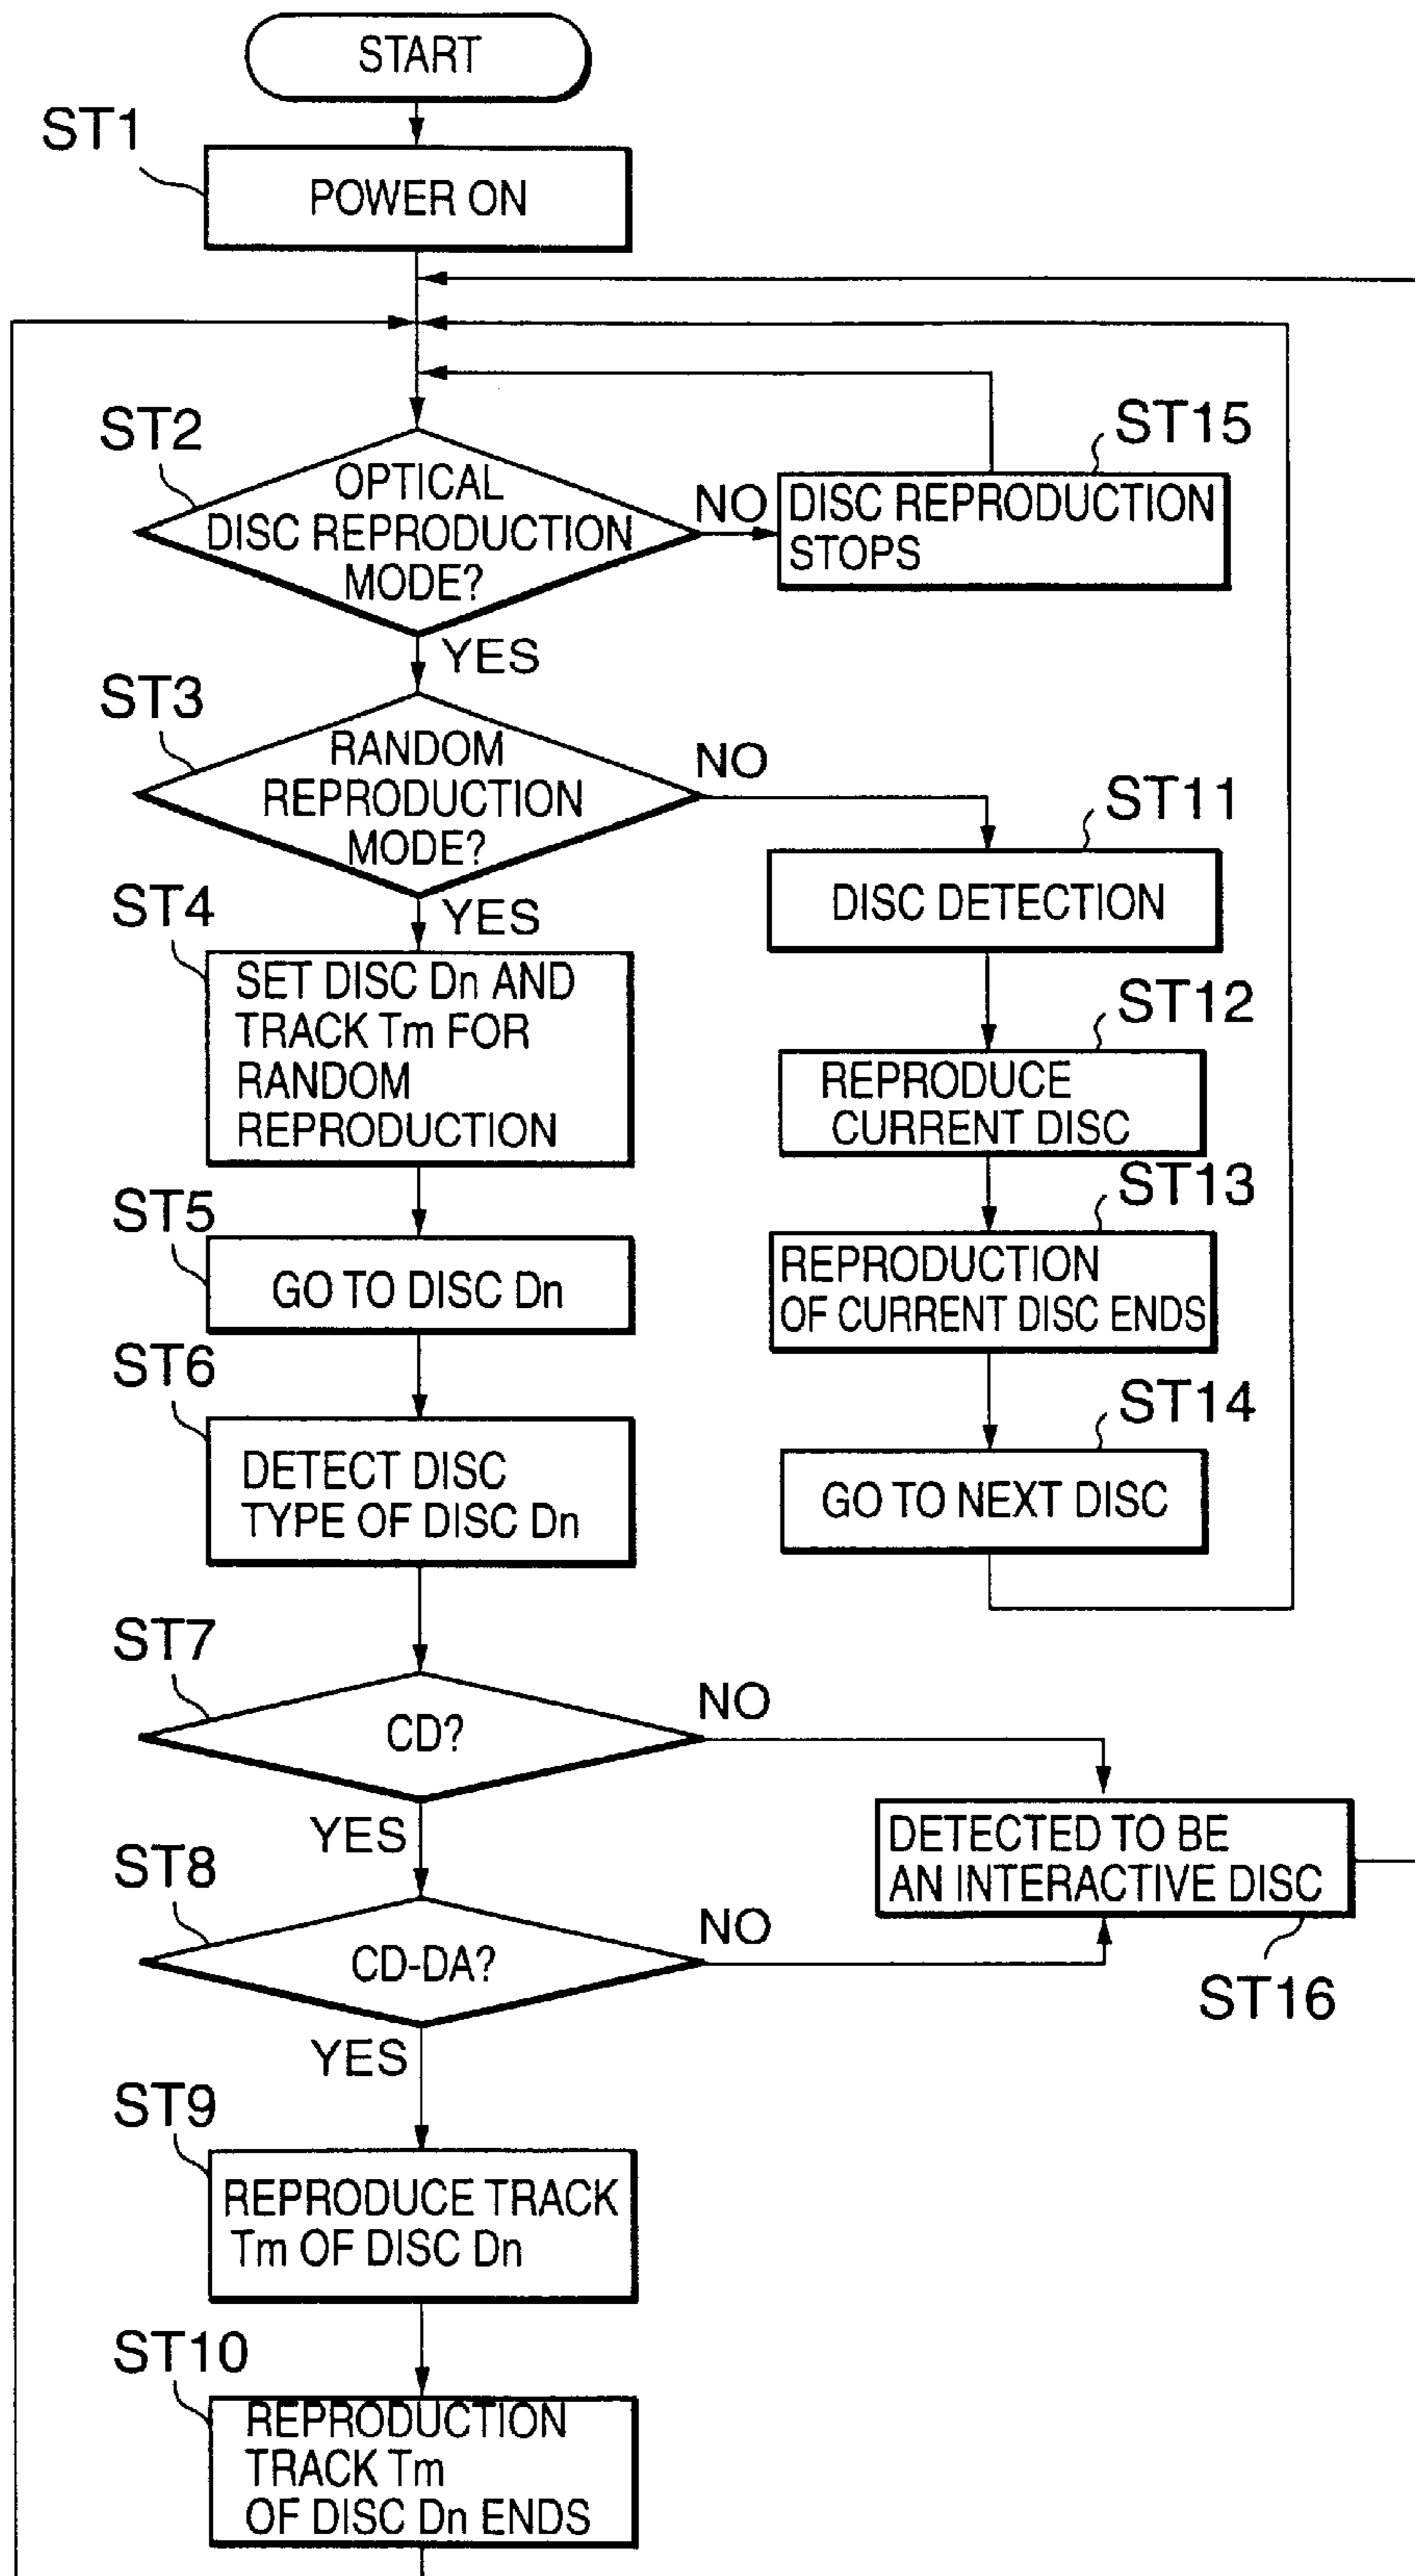 START
ST1
POWER ON
ST2
OPTICAL
DISC REPRODUCTION
MODE?
NO
ST15
DISC REPRODUCTION
STOPS
YES
ST3
RANDOM
REPRODUCTION
MODE?
NO
ST11
DISC DETECTION
YES
ST4
SET DISC Dn AND
TRACK Tm FOR
RANDOM
REPRODUCTION
ST12
REPRODUCE
CURRENT DISC
ST13
REPRODUCTION
OF CURRENT DISC ENDS
ST5
GO TO DISC Dn
ST14
GO TO NEXT DISC
ST6
DETECT DISC
TYPE OF DISC Dn
ST7
CD?
NO
YES
DETECTED TO BE
AN INTERACTIVE DISC
ST16
ST8
CD-DA?
NO
YES
ST9
REPRODUCE TRACK
Tm OF DISC Dn
ST10
REPRODUCTION
TRACK Tm
OF DISC Dn ENDS